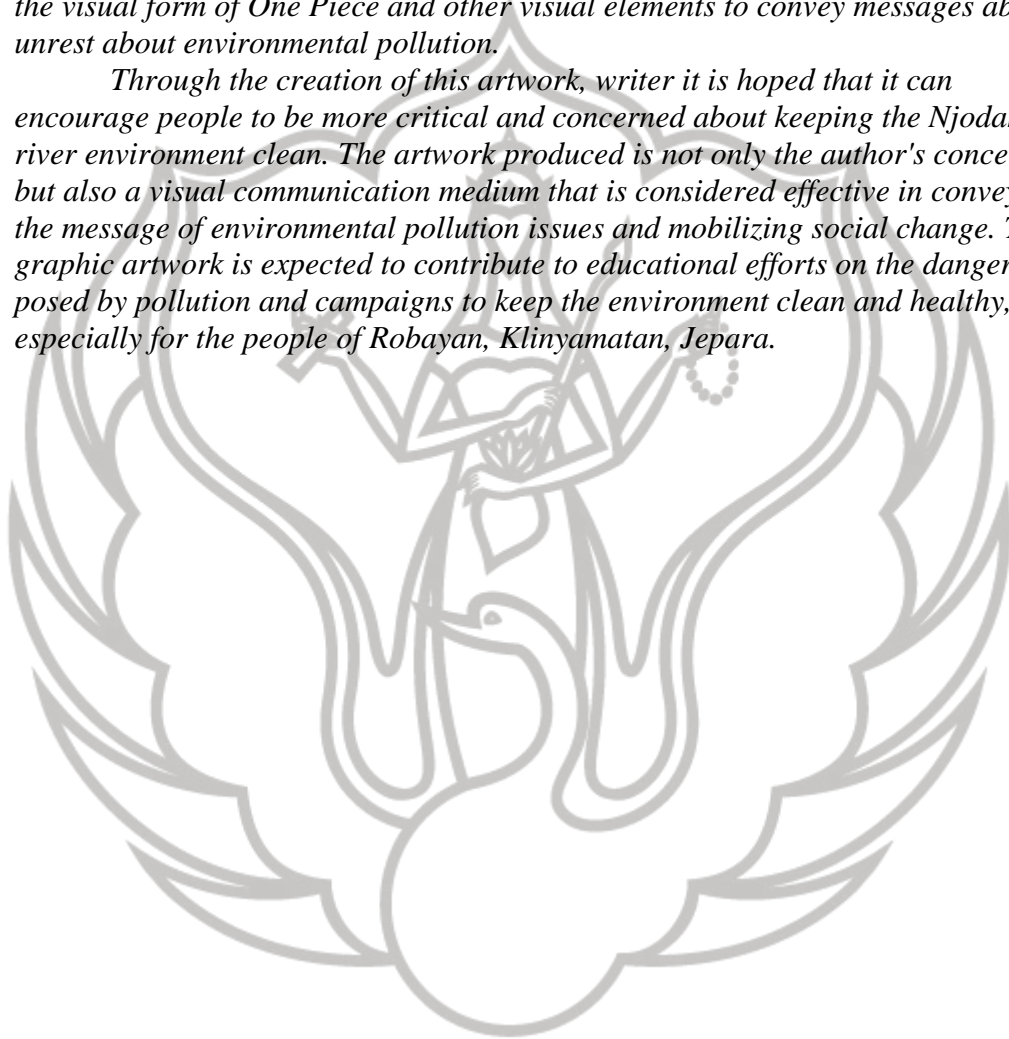 the visual form of One Piece and other visual elements to convey messages ab
unrest about environmental pollution.
Through the creation of this artwork, writer it is hoped that it can
encourage people to be more critical and concerned about keeping the Njoda
river environment clean. The artwork produced is not only the author's conce
but also a visual communication medium that is considered effective in convey
the message of environmental pollution issues and mobilizing social change.
graphic artwork is expected to contribute to educational efforts on the danger
posed by pollution and campaigns to keep the environment clean and healthy,
especially for the people of Robayan, Klinyamatan, Jepara.